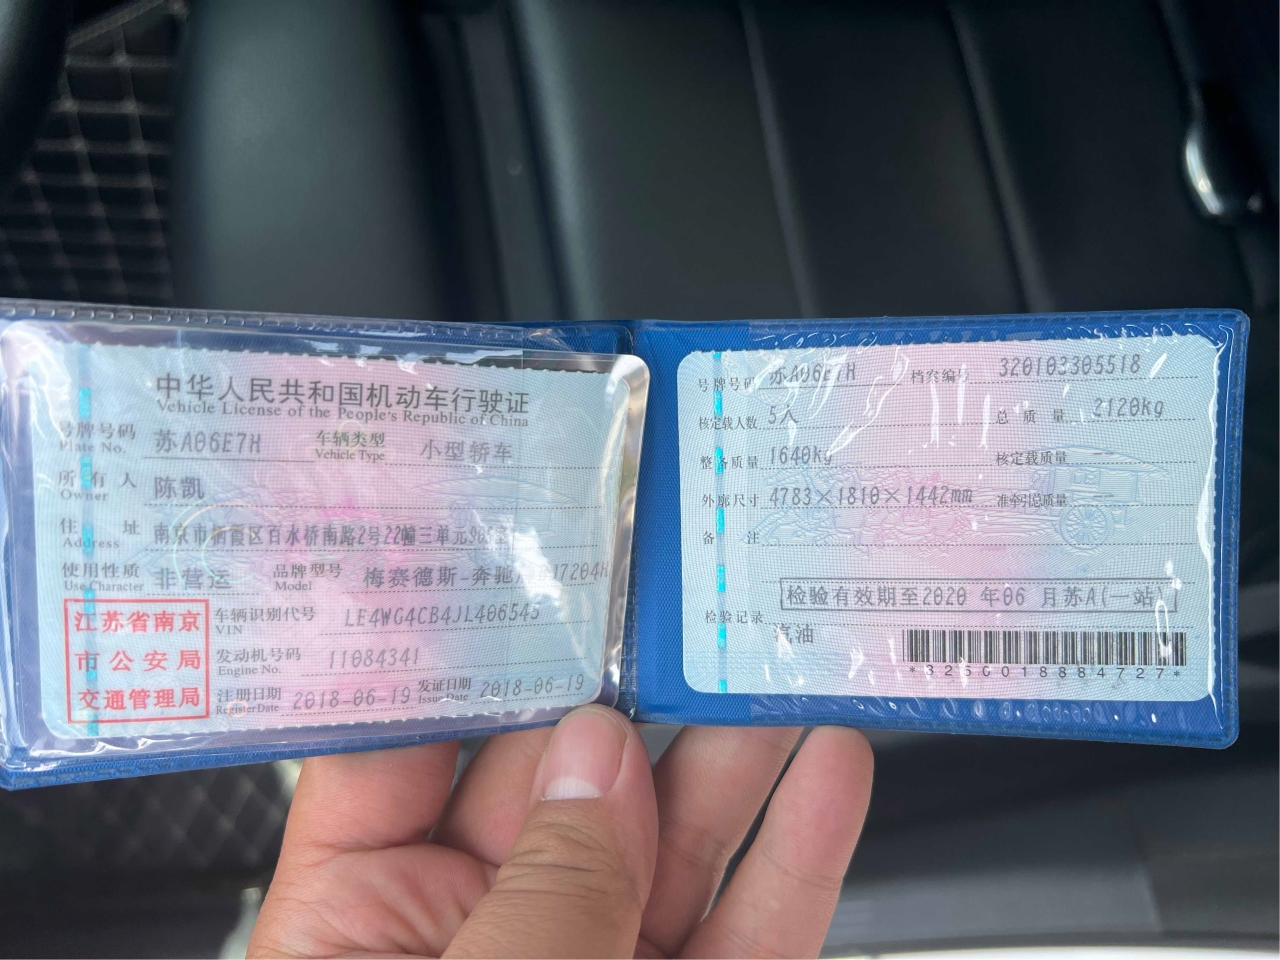 中华人民共和国机动车行驶证
Vehicle License of the People's Republic of China
号牌号码 Plate No. 苏A06E7H 车辆类型 Vehicle Type 小型轿车
所有人 Owner 陈凯
住址 Address 南京市栖霞区百水桥南路2号22幢三单元
使用性质 Use Character 非营运 品牌型号 Model 梅赛德斯-奔驰
江苏省南京
市公安局
交通管理局
车辆识别代号 VIN LE4WG4CB4JL406545
发动机号码 Engine No. 11084341
注册日期 Register Date 2018-06-19 发证日期 Issue Date 2018-06-19
号牌号码 苏A06E7H 档案编号 320103305518
核定载人数 5人 总质量 2120kg
整备质量 1640kg 核定载质量 --
外廓尺寸 4783×1810×1442mm 准牵引总质量 --
备注
检验有效期至2020 年06 月苏A(一站)
检验记录
汽油
*3260018884727*